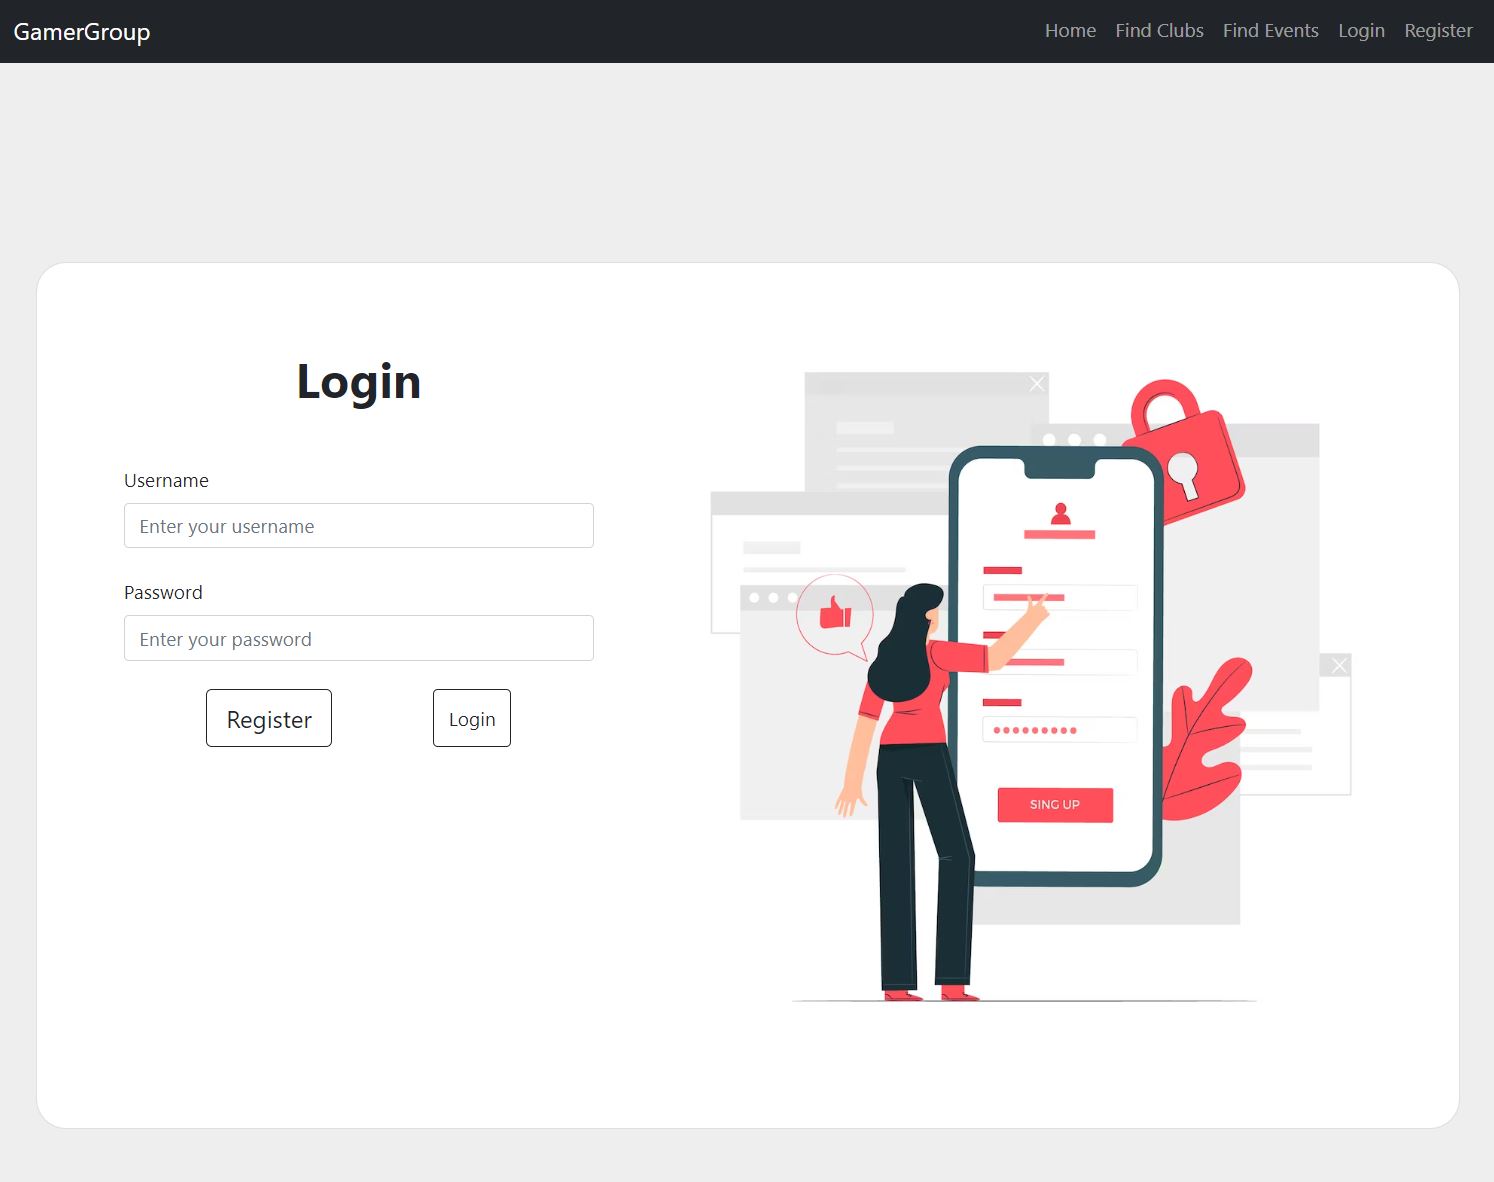 GamerGroup
Home Find Clubs Find Events Login Register
Login
Username
Enter your username
Password
Enter your password
Register Login
SING UP